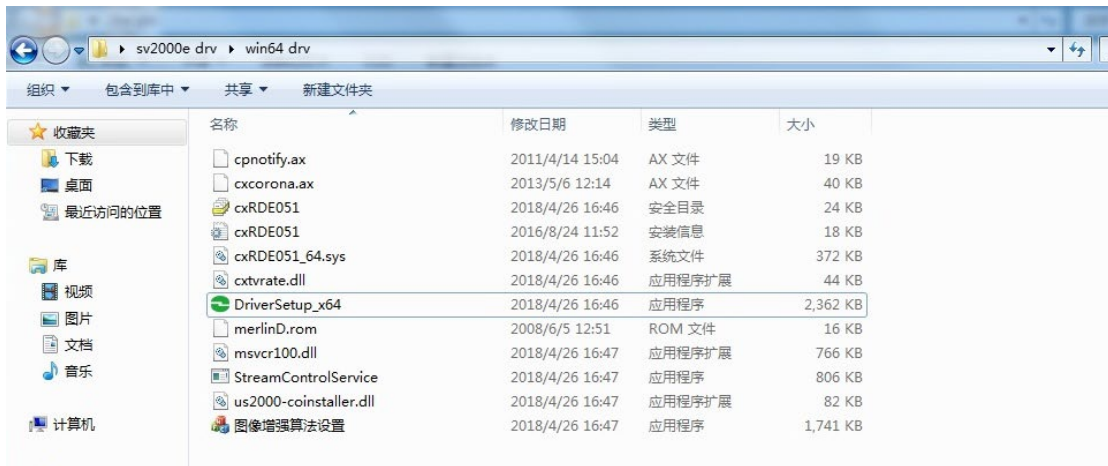 sv2000e drv ▸ win64 drv
组织 包含到库中 共享 新建文件夹
收藏夹
下载
桌面
最近访问的位置
库
视频
图片
文档
音乐
计算机
名称 修改日期 类型 大小
cpnotify.ax 2011/4/14 15:04 AX 文件 19 KB
cxcorona.ax 2013/5/6 12:14 AX 文件 40 KB
cxRDE051 2018/4/26 16:46 安全目录 24 KB
cxRDE051 2016/8/24 11:52 安装信息 18 KB
cxRDE051_64.sys 2018/4/26 16:46 系统文件 372 KB
cxtvrate.dll 2018/4/26 16:46 应用程序扩展 44 KB
DriverSetup_x64 2018/4/26 16:46 应用程序 2,362 KB
merlinD.rom 2008/6/5 12:51 ROM 文件 16 KB
msvcr100.dll 2018/4/26 16:47 应用程序扩展 766 KB
StreamControlService 2018/4/26 16:47 应用程序 806 KB
us2000-coinstaller.dll 2018/4/26 16:47 应用程序扩展 82 KB
图像增强算法设置 2018/4/26 16:47 应用程序 1,741 KB